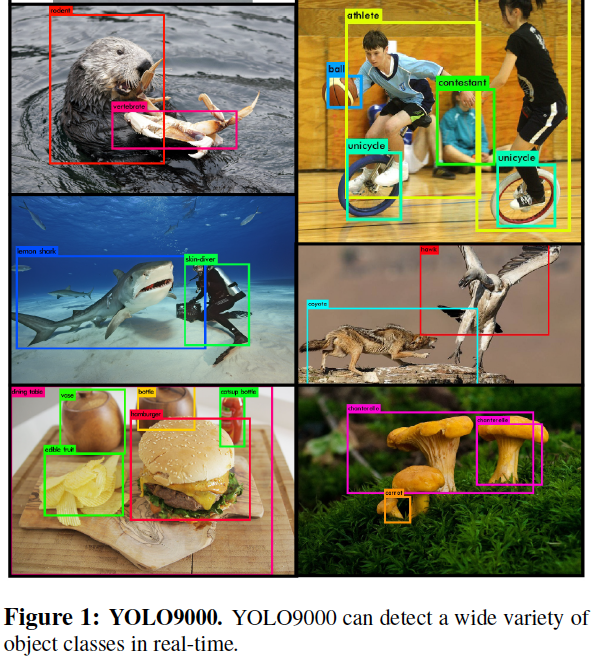 rodent
vertebrate
athlete
ball
contestant
unicycle
unicycle
lemon shark
skin-diver
hawk
coyote
dining table
vase
bottle
catsup bottle
hamburger
edible fruit
chanterelle
chanterelle
carrot
Figure 1: YOLO9000. YOLO9000 can detect a wide variety of
object classes in real-time.